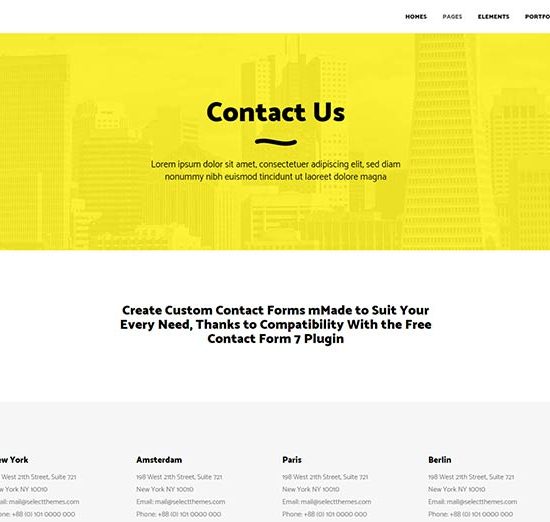 HOMES PAGES ELEMENTS PORTFO
Contact Us
Lorem ipsum dolor sit amet, consectetuer adipiscing elit, sed diam
nonummy nibh euismod tincidunt ut laoreet dolore magna
Create Custom Contact Forms mMade to Suit Your
Every Need, Thanks to Compatibility With the Free
Contact Form 7 Plugin
ew York
West 21th Street, Suite 721
ew York NY 10010
Email: mail@selectthemes.com
Phone: +88 (0) 101 0000 000
Amsterdam
198 West 21th Street, Suite 721
New York NY 10010
Email: mail@selectthemes.com
Phone: +88 (0) 101 0000 000
Paris
198 West 21th Street, Suite 721
New York NY 10010
Email: mail@selectthemes.com
Phone: +88 (0) 101 0000 000
Berlin
198 West 21th Street, Suite 721
New York NY 10010
Email: mail@selectthemes.com
Phone: +88 (0) 101 0000 000